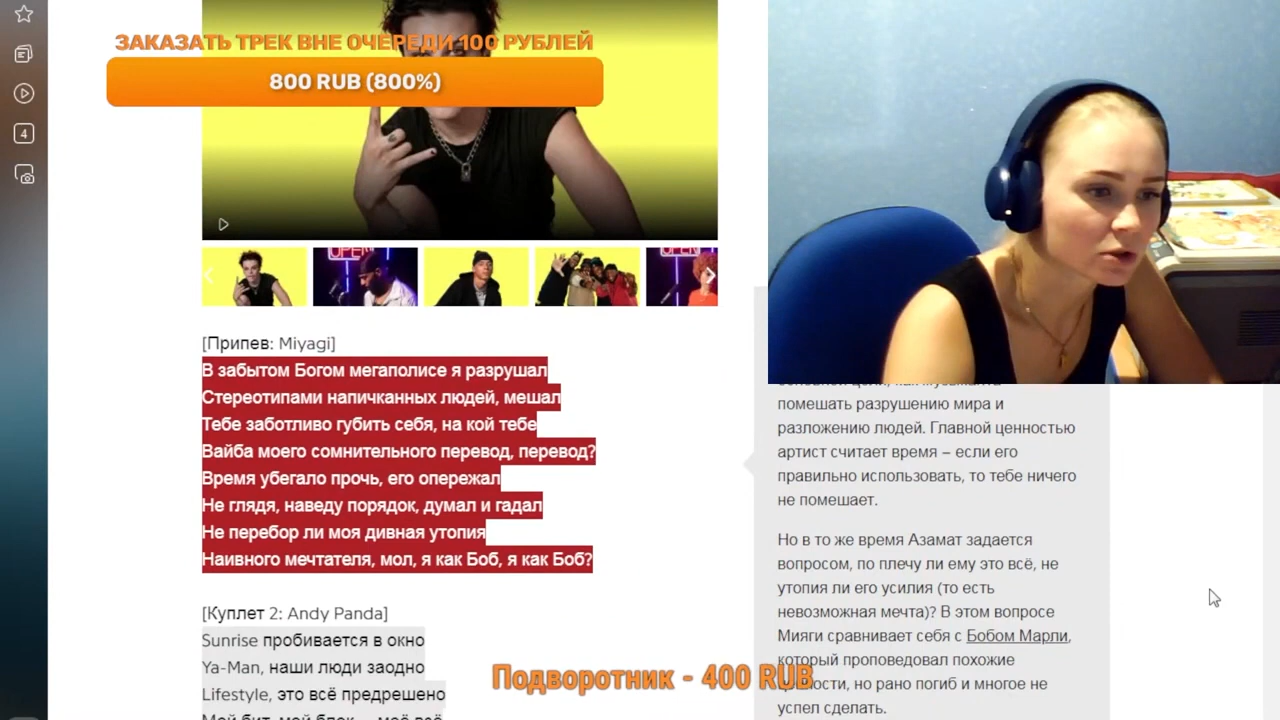 ЗАКАЗАТЬ ТРЕК ВНЕ ОЧЕРЕДИ 100 РУБЛЕЙ
800 RUB (800%)
4
OPEN
[Припев: Miyagi]
В забытом Богом мегаполисе я разрушал
Стереотипами напичканных людей, мешал
Тебе заботливо губить себя, на кой тебе
Вайба моего сомнительного перевод, перевод?
Время убегало прочь, его опережал
Не глядя, наведу порядок, думал и гадал
Не перебор ли моя дивная утопия
Наивного мечтателя, мол, я как Боб, я как Боб?
[Куплет 2: Andy Panda]
Sunrise пробивается в окно
Ya-Man, наши люди заодно
Lifestyle, это всё предрешено
помешать разрушению мира и
разложению людей. Главной ценностью
артист считает время – если его
правильно использовать, то тебе ничего
не помешает.
Но в то же время Азамат задается
вопросом, по плечу ли ему это всё, не
утопия ли его усилия (то есть
невозможная мечта)? В этом вопросе
Мияги сравнивает себя с Бобом Марли,
который проповедовал похожие
но рано погиб и многое не
успел сделать.
Подворотник - 400 RUB